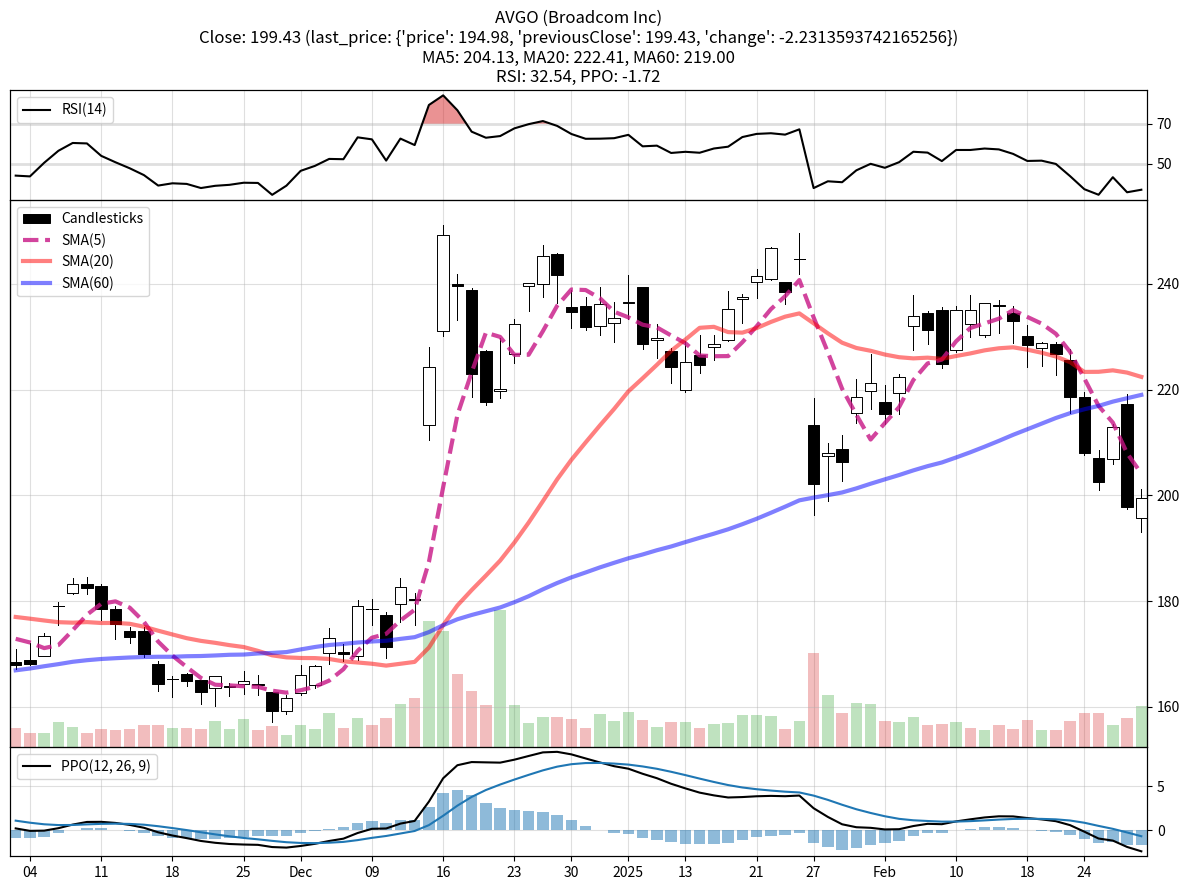 AVGO (Broadcom Inc)
Close: 199.43 (last_price: {'price': 194.98, 'previousClose': 199.43, 'change': -2.2313593742165256})
MA5: 204.13, MA20: 222.41, MA60: 219.00
RSI: 32.54, PPO: -1.72
RSI(14)
70
50
Candlesticks
SMA(5)
SMA(20)
SMA(60)
240
220
200
180
160
PPO(12, 26, 9)
5
0
04 11 18 25 Dec 09 16 23 30 2025 13 21 27 Feb 10 18 24